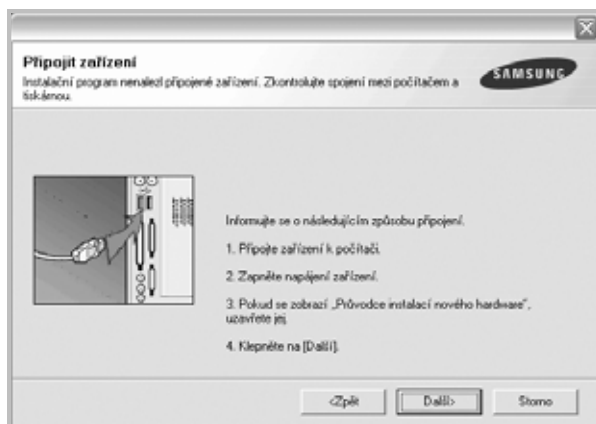 Připojit zařízení
Instalační program nenalezl připojené zařízení. Zkontrolujte spojení mezi počítačem a
tiskárnou.
SAMSUNG
Informujte se o následujícím způsobu připojení.
1. Připojte zařízení k počítači.
2. Zapněte napájení zařízení.
3. Pokud se zobrazí „Průvodce instalací nového hardware“,
uzavřete jej.
4. Klepněte na [Další].
<Zpět
Další>
Storno